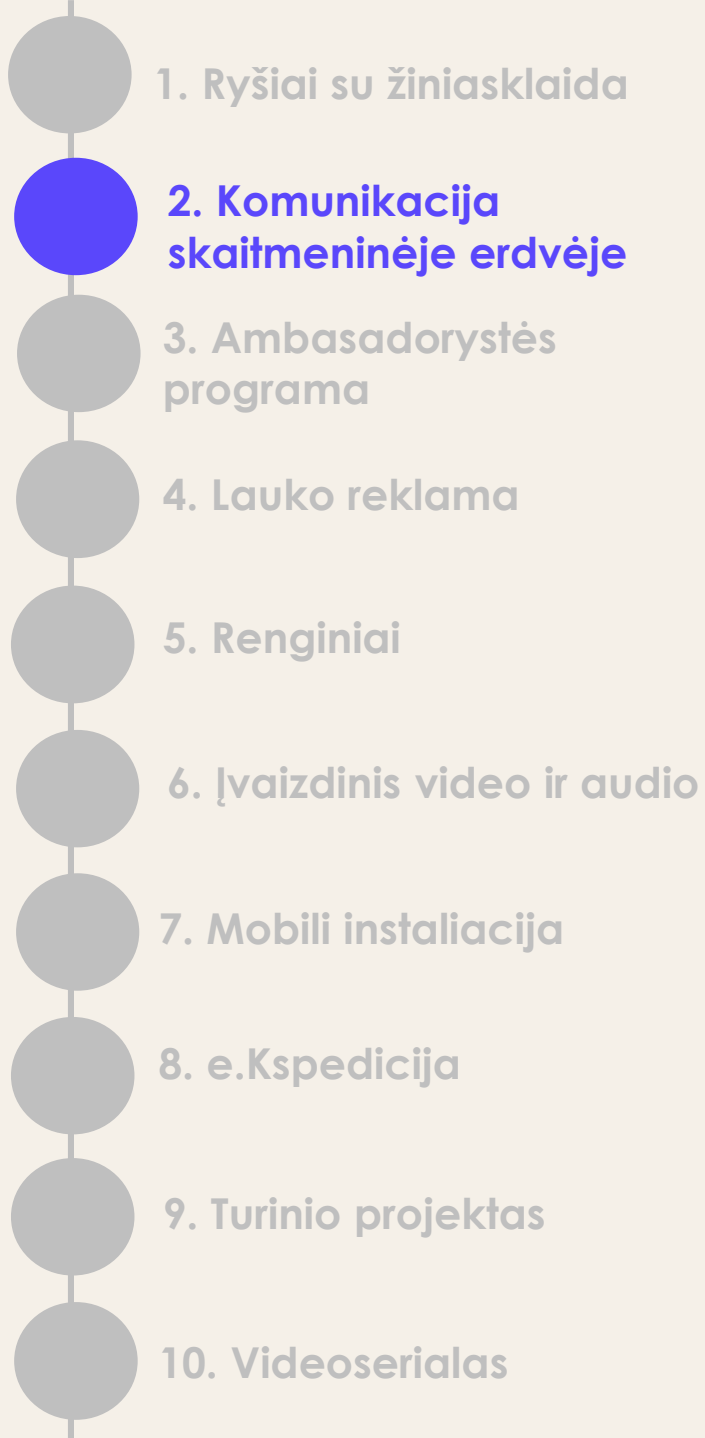 1. Ryšiai su žiniasklaida
2. Komunikacija
skaitmeninėje erdvėje
3. Ambasadorystės
programa
4. Lauko reklama
5. Renginiai
6. Įvaizdinis video ir audio
7. Mobili instaliacija
8. e.Kspedicija
9. Turinio projektas
10. Videoserialas